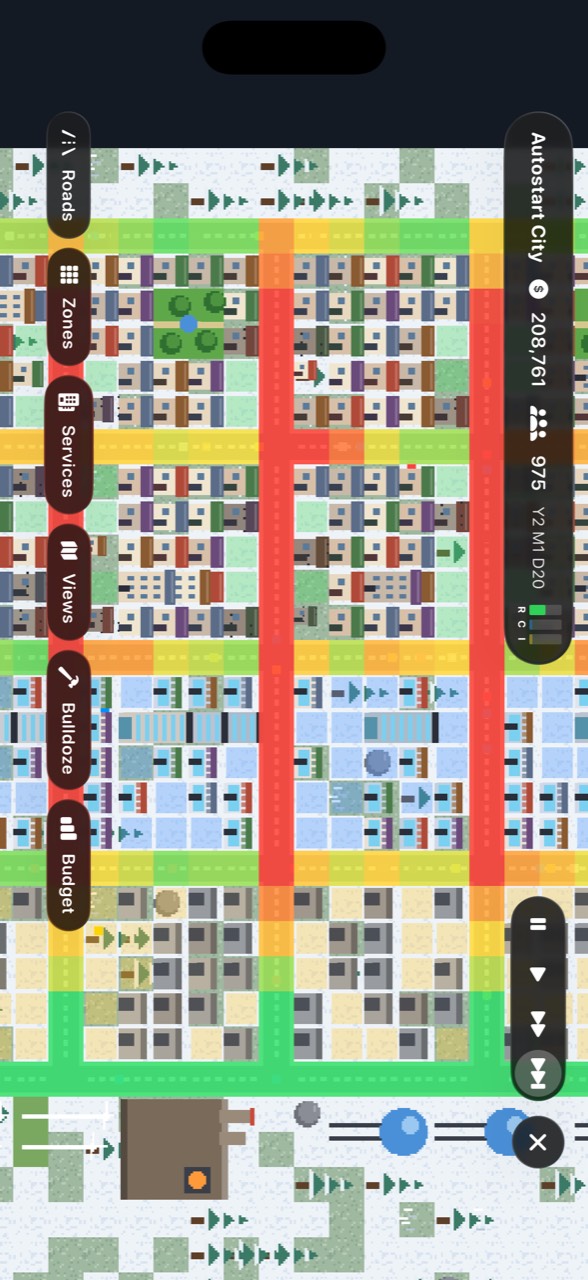 Autostart City $ 208,761 975 Y2 M1 D20
R
C
I
Roads
Zones
Services
Views
Bulldoze
Budget